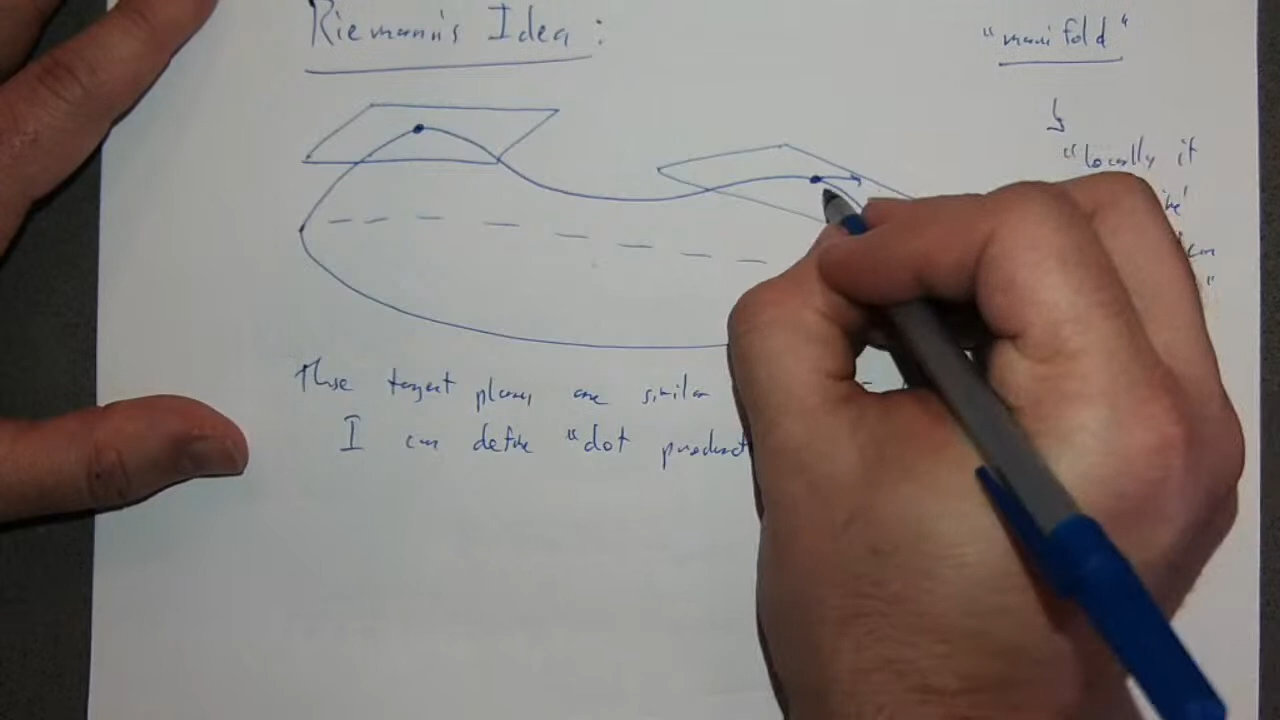 Riemann's Idea:
"manifold"
"locally it
These tangent planes are similar
I can define "dot product